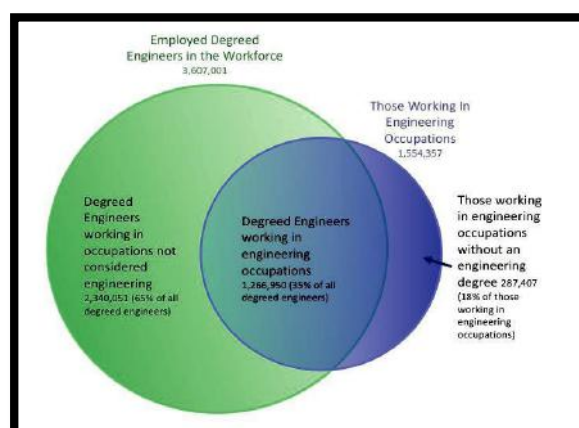 Employed Degreed
Engineers in the Workforce
3,607,001
Those Working In
Engineering
Occupations
1,554,357
Degreed
Engineers
working in
occupations not
considered
engineering
2,340,051 (65% of all
degreed engineers)
Degreed Engineers
working in
engineering
occupations
1,266,950 (35% of all
degreed engineers)
Those working
in engineering
occupations
without an
engineering
degree 287,407
(18% of those
working in
engineering
occupations)